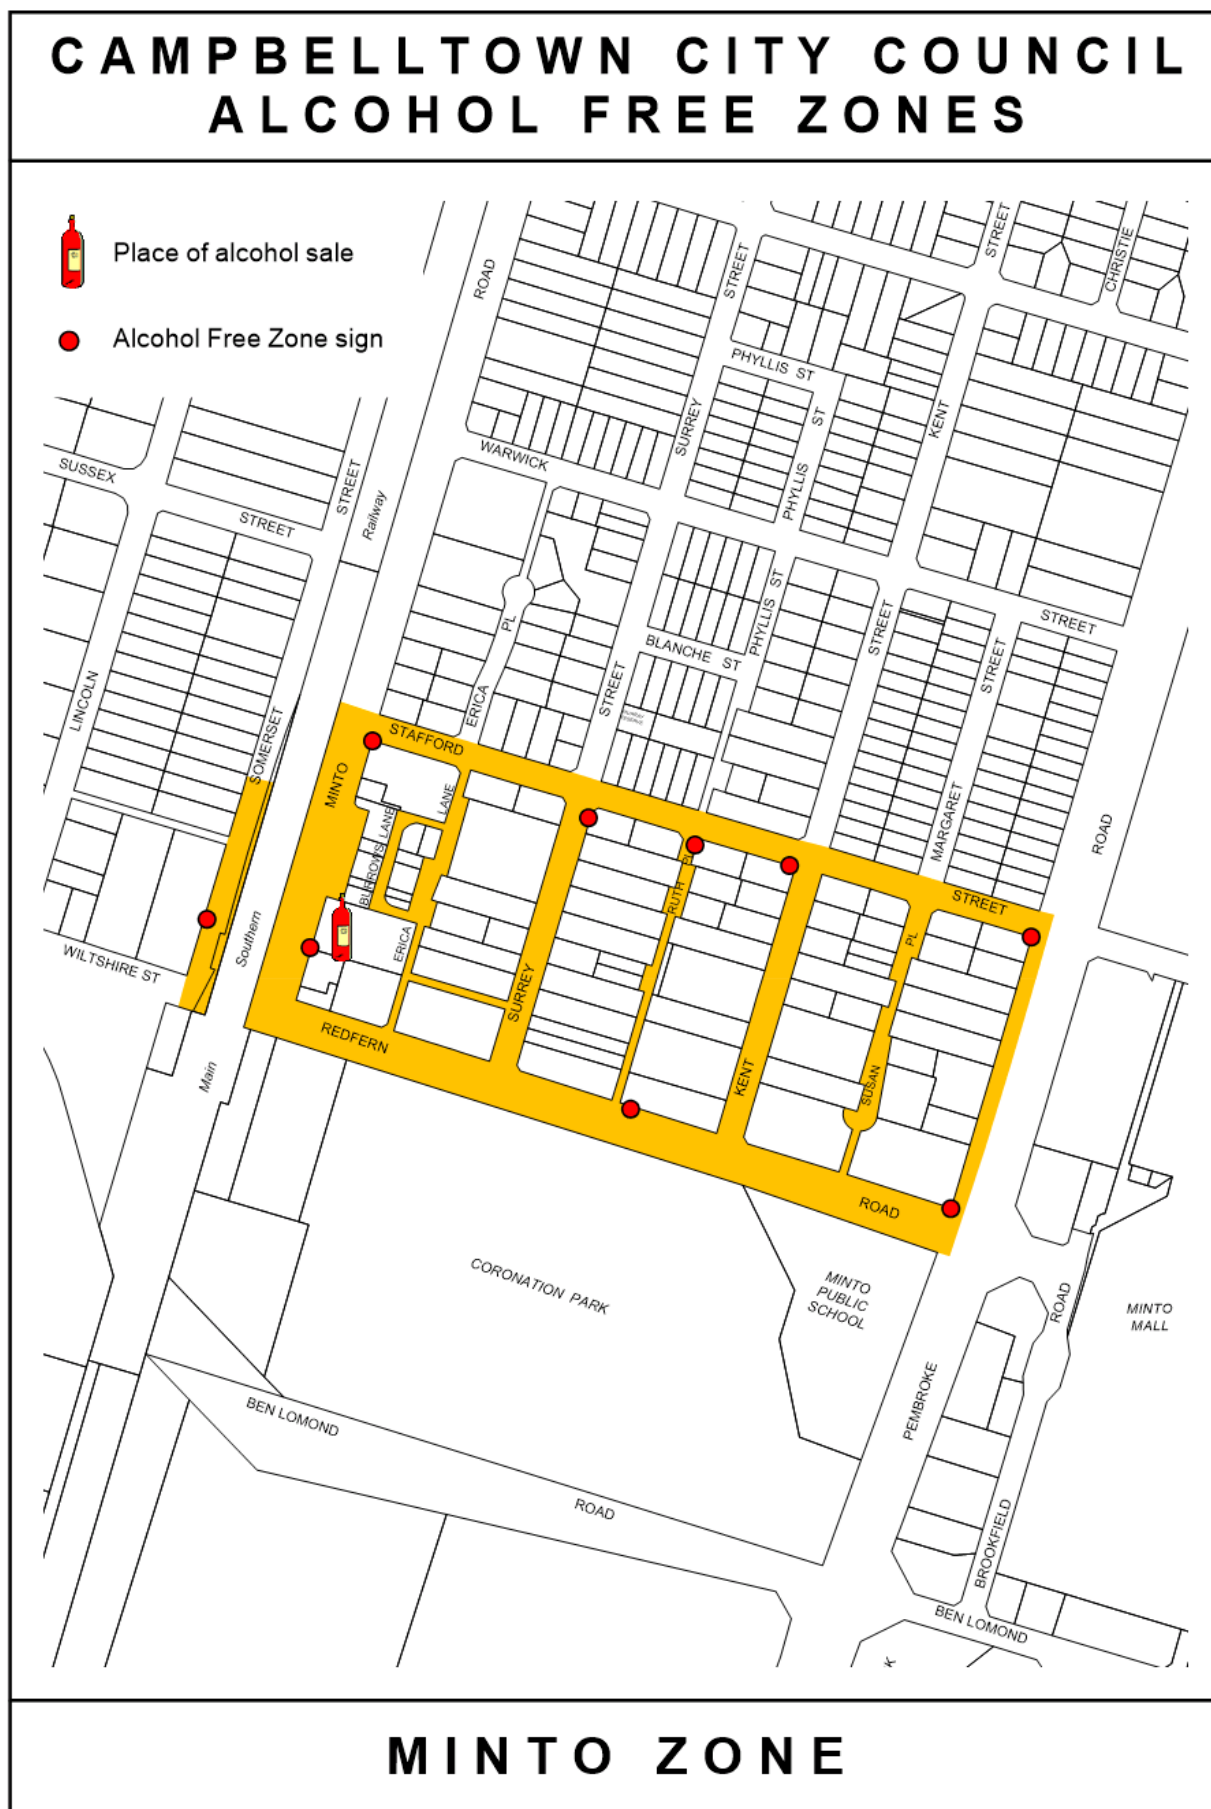 CAMPBELLTOWN CITY COUNCIL
ALCOHOL FREE ZONES
Place of alcohol sale
Alcohol Free Zone sign
ROAD
STREET
STREET
CHRISTIE
PHYLLIS ST
SURREY
ST
KENT
WARWICK
SUSSEX
STREET
STREET
Railway
PHYLLIS
PHYLLIS ST
STREET
STREET
STREET
PL
BLANCHE ST
ERICA
STREET
LINCOLN
SOMERSET
STAFFORD
MINTO
LANE
BURROWS LANE
MARGARET
ROAD
PL
RUTH
STREET
PL
Southern
ERICA
WILTSHIRE ST
SURREY
REDFERN
Main
KENT
SUSAN
ROAD
CORONATION PARK
MINTO
PUBLIC
SCHOOL
ROAD
MINTO
MALL
PEMBROKE
BEN LOMOND
ROAD
BROOKFIELD
BEN LOMOND
K
MINTO ZONE